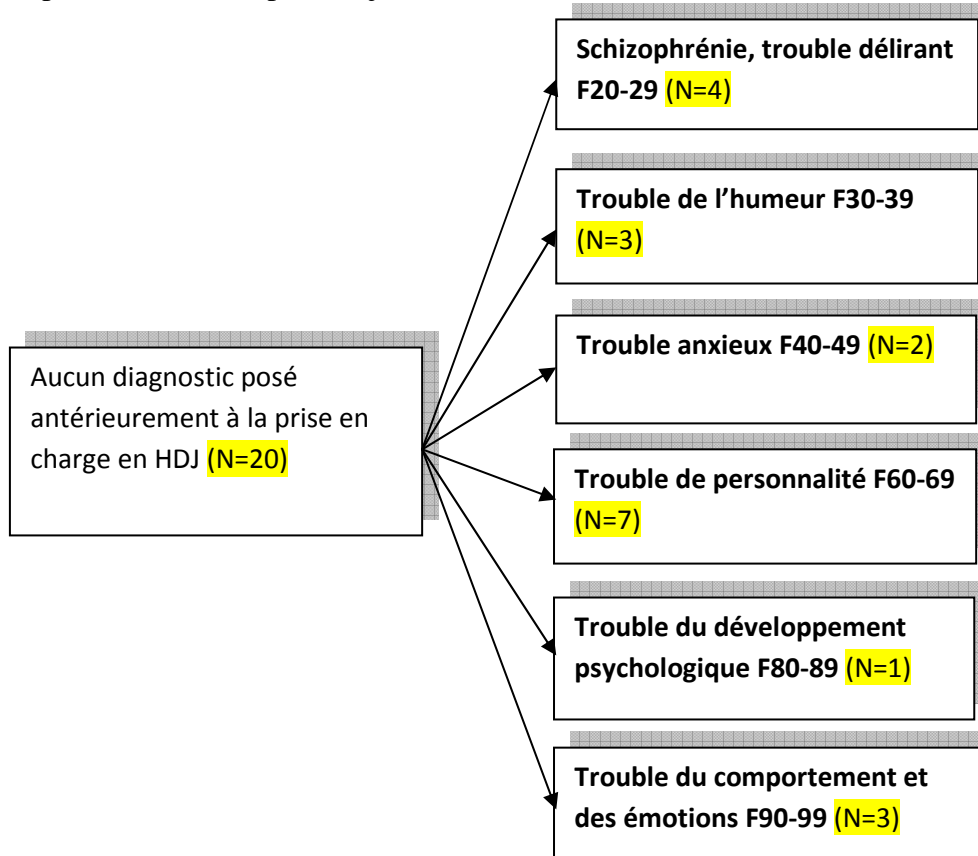 Schizophrénie, trouble délirant
F20-29 (N=4)
Trouble de l’humeur F30-39
(N=3)
Trouble anxieux F40-49 (N=2)
Aucun diagnostic posé
antérieurement à la prise en
charge en HDJ (N=20)
Trouble de personnalité F60-69
(N=7)
Trouble du développement
psychologique F80-89 (N=1)
Trouble du comportement et
des émotions F90-99 (N=3)